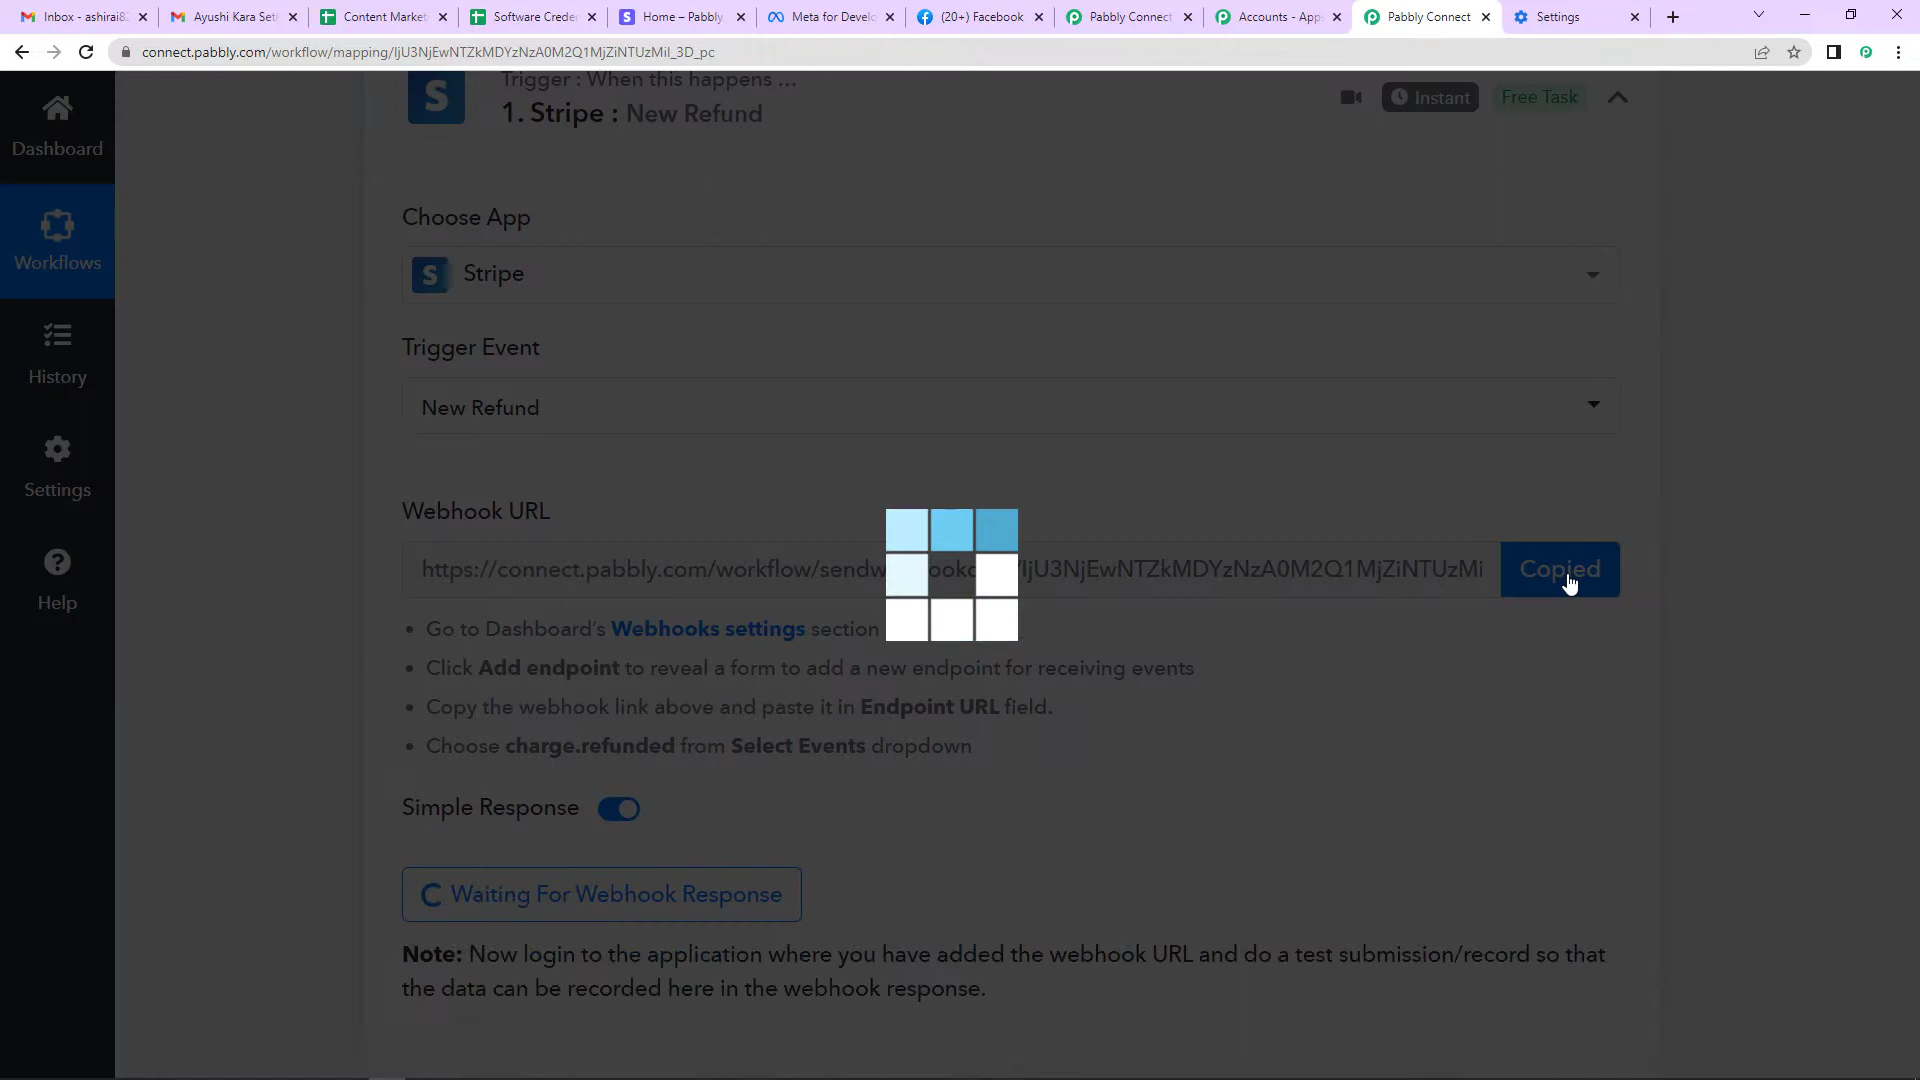 Inbox - ashirai82
Ayushi Kara Seti
Content Market
Software Crede
Home – Pabbly
Meta for Develo
(20+) Facebook
Pabbly Connect
Accounts - Apps
Pabbly Connect
Settings
connect.pabbly.com/workflow/mapping/IjU3NjEwNTZkMDYzNzA0M2Q1MjZiNTUzMiI_3D_pc
Trigger : When this happens ...
1. Stripe : New Refund
Instant
Free Task
Dashboard
Workflows
History
Settings
Help
Choose App
Stripe
Trigger Event
New Refund
Webhook URL
https://connect.pabbly.com/workflow/sendw
IjU3NjEwNTZkMDYzNzA0M2Q1MjZiNTUzMi
Copied
Go to Dashboard's Webhooks settings section
Click Add endpoint to reveal a form to add a new endpoint for receiving events
Copy the webhook link above and paste it in Endpoint URL field.
Choose charge.refunded from Select Events dropdown
Simple Response
Waiting For Webhook Response
Note: Now login to the application where you have added the webhook URL and do a test submission/record so that
the data can be recorded here in the webhook response.